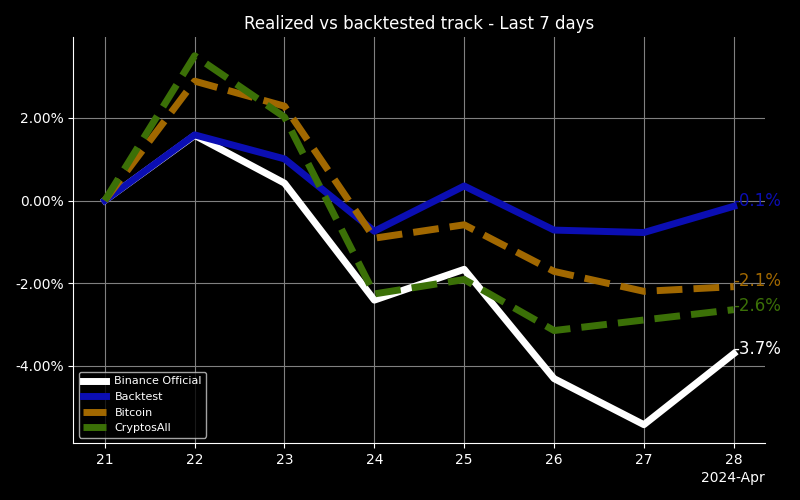 Realized vs backtested track - Last 7 days
2.00%
0.00%
-2.00%
-4.00%
-0.1%
-2.1%
-2.6%
-3.7%
Binance Official
Backtest
Bitcoin
CryptosAll
21 22 23 24 25 26 27 28
2024-Apr